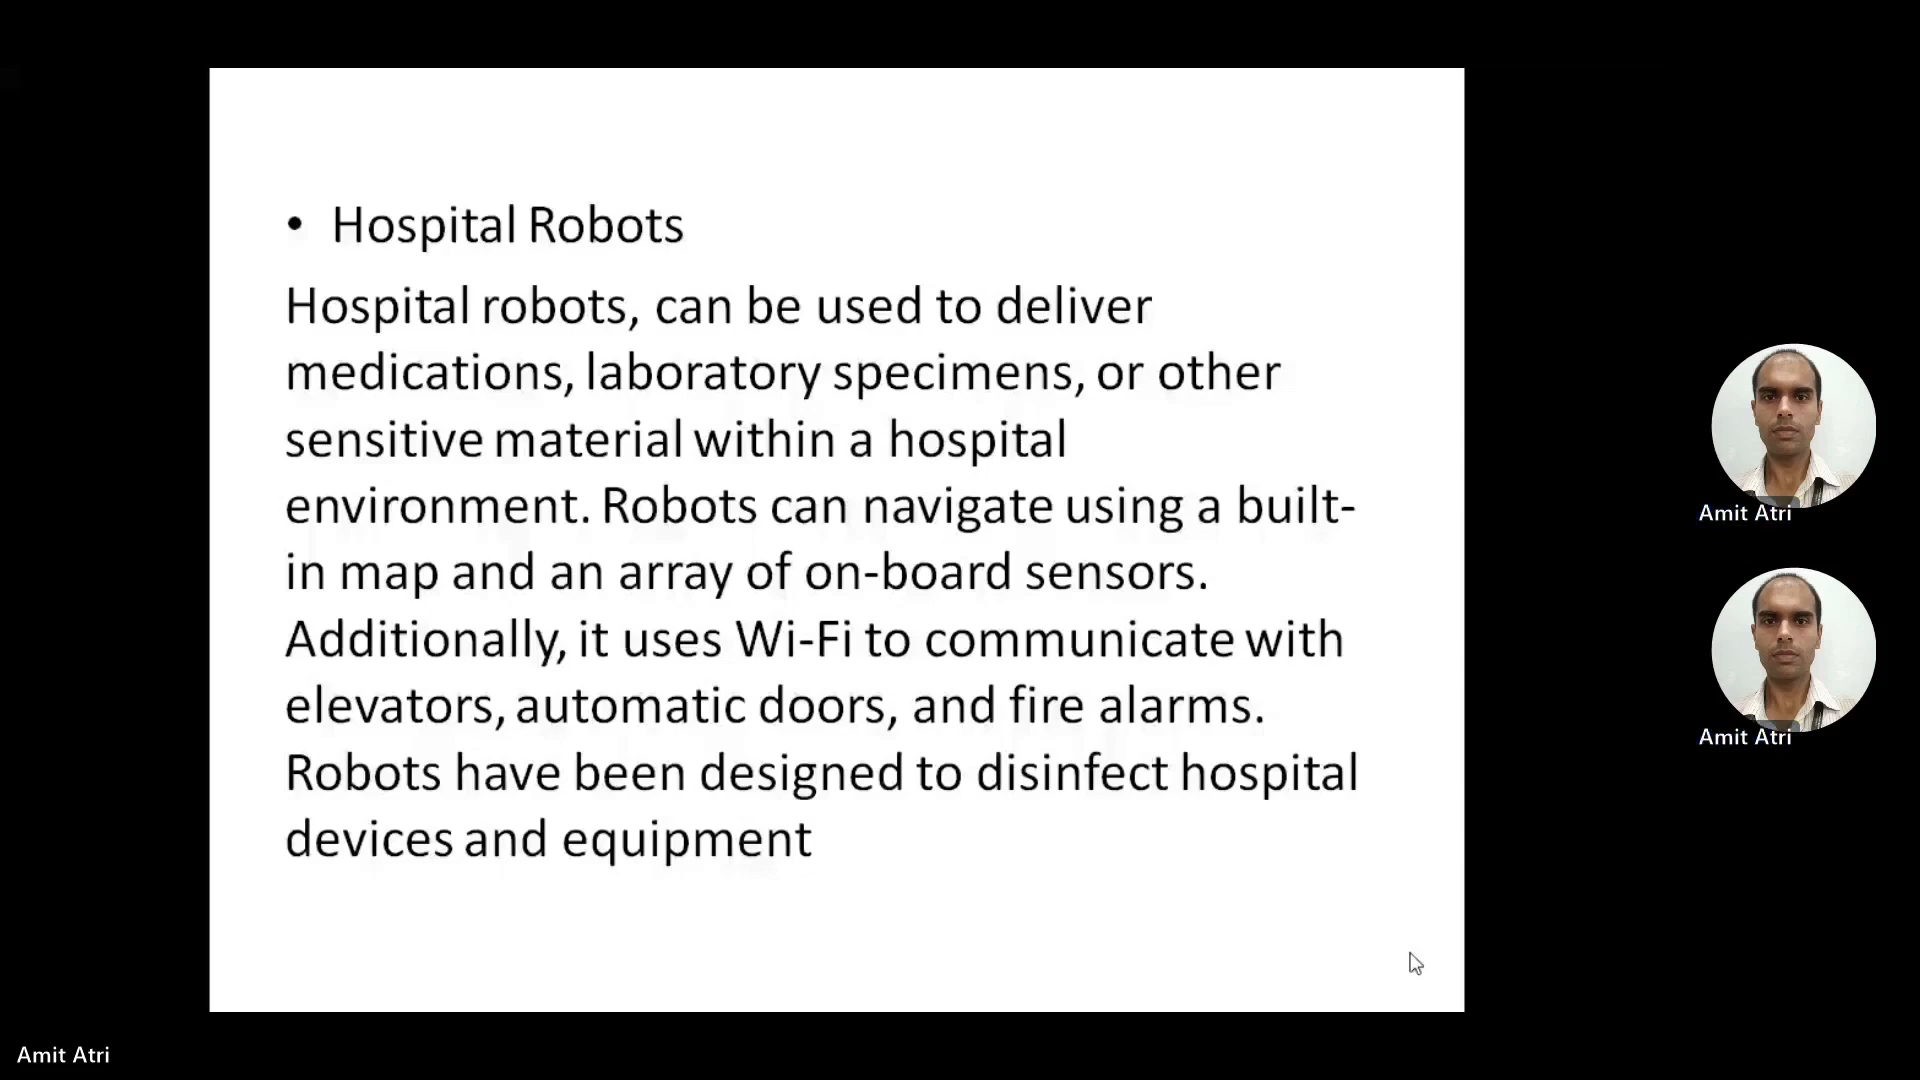 • Hospital Robots
Hospital robots, can be used to deliver
medications, laboratory specimens, or other
sensitive material within a hospital
environment. Robots can navigate using a built-
in map and an array of on-board sensors.
Additionally, it uses Wi-Fi to communicate with
elevators, automatic doors, and fire alarms.
Robots have been designed to disinfect hospital
devices and equipment
Amit Atri
Amit Atri
Amit Atri